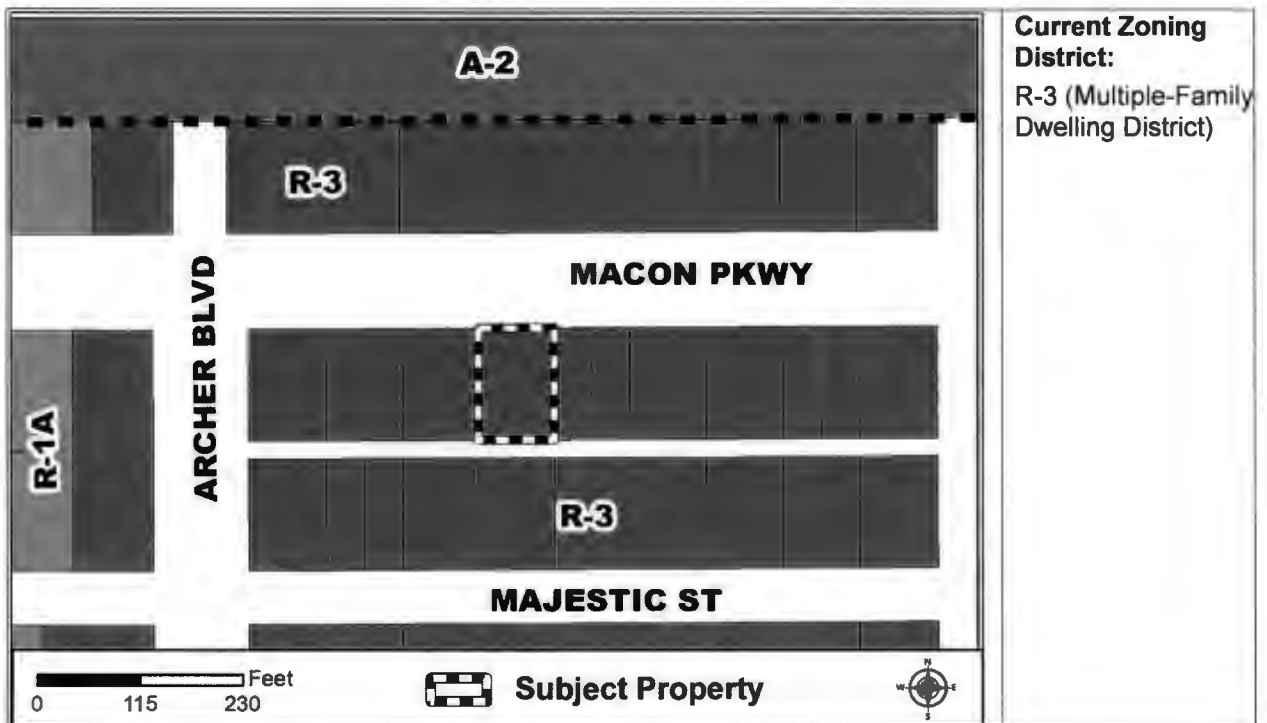 A-2
R-3
MACON PKWY
ARCHER BLVD
R-1A
R-3
MAJESTIC ST
0 115 230 Feet
Subject Property
N
W E
S
Current Zoning
District:
R-3 (Multiple-Family
Dwelling District)